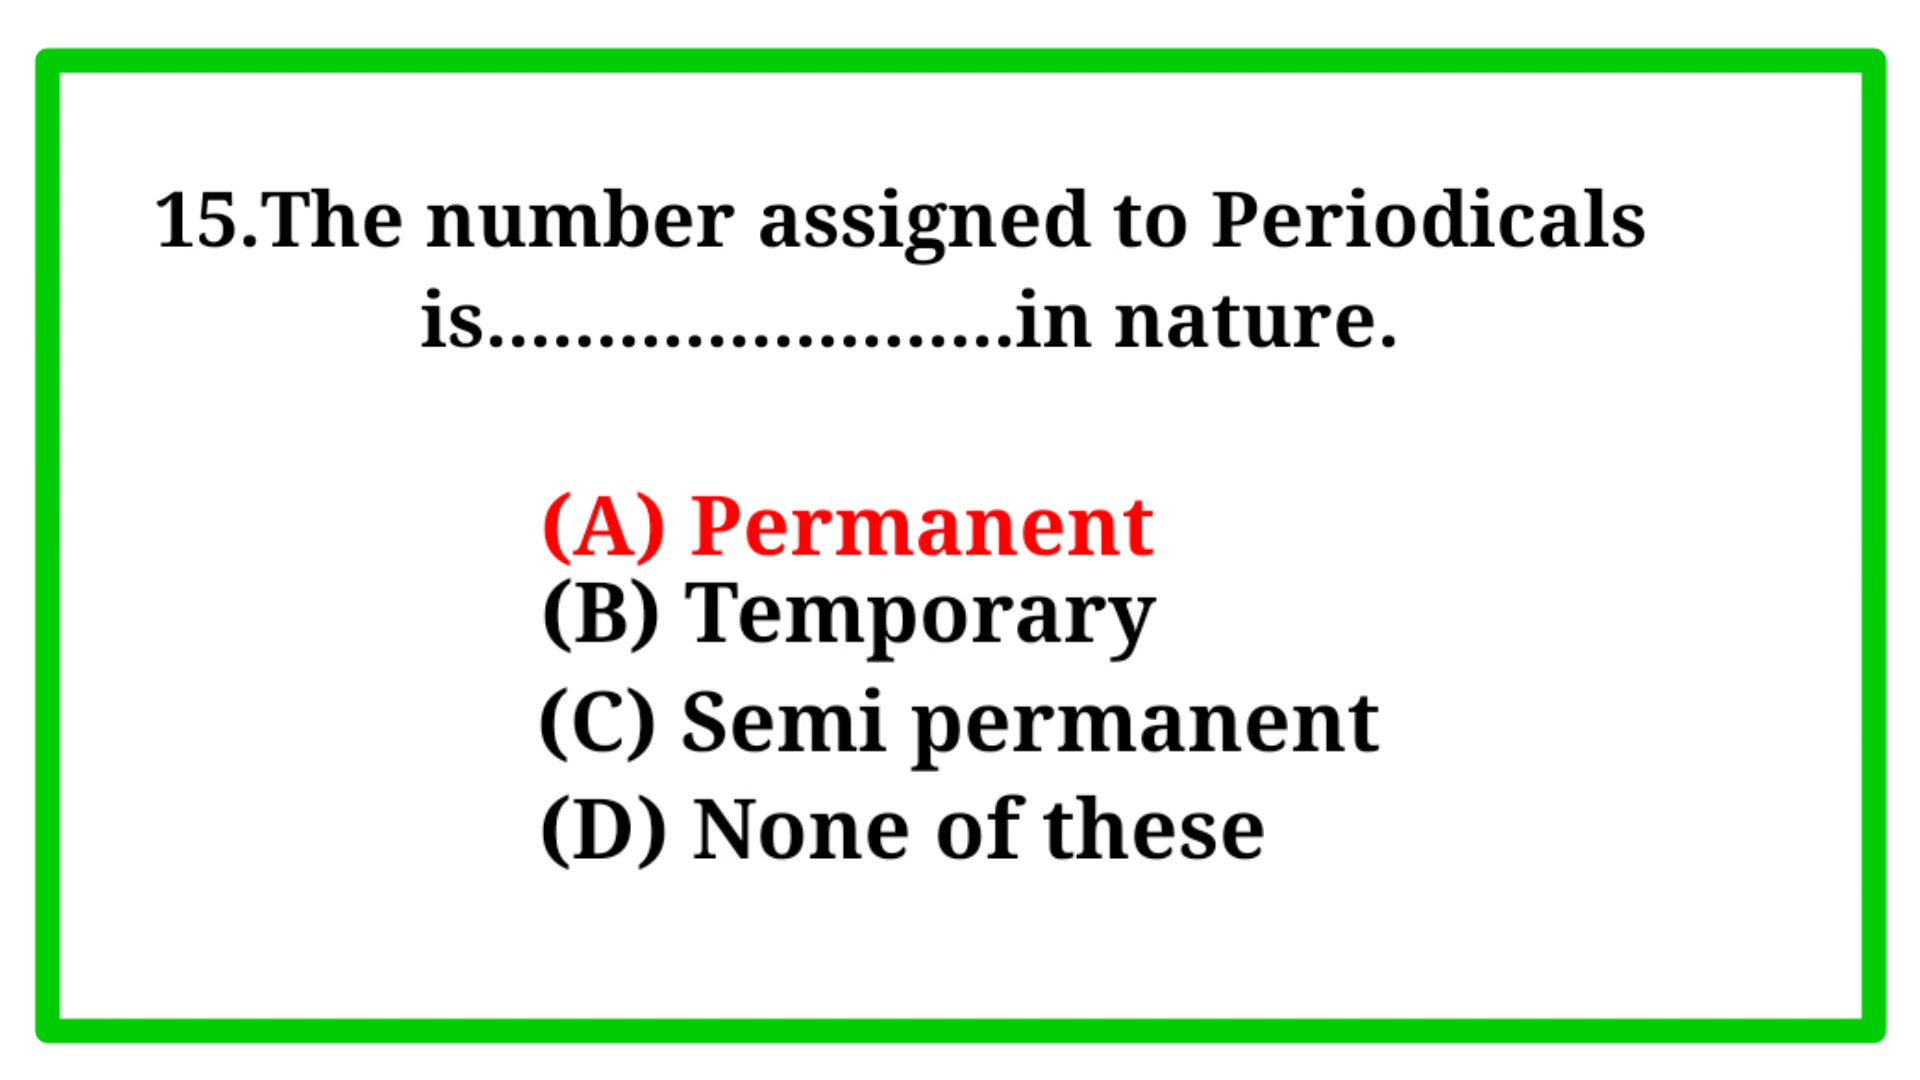 15.The number assigned to Periodicals
is........................in nature.
(A) Permanent
(B) Temporary
(C) Semi permanent
(D) None of these